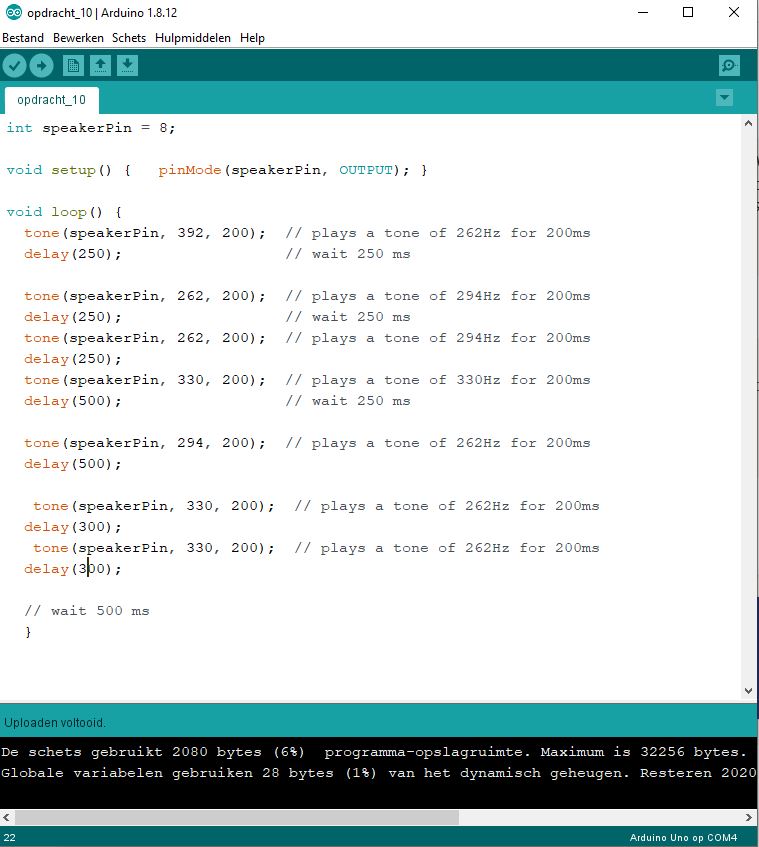 opdracht_10 | Arduino 1.8.12
Bestand Bewerken Schets Hulpmiddelen Help
opdracht_10
int speakerPin = 8;
void setup() {   pinMode(speakerPin, OUTPUT); }
void loop() {
tone(speakerPin, 392, 200);  // plays a tone of 262Hz for 200ms
delay(250);                  // wait 250 ms
tone(speakerPin, 262, 200);  // plays a tone of 294Hz for 200ms
delay(250);                  // wait 250 ms
tone(speakerPin, 262, 200);  // plays a tone of 294Hz for 200ms
delay(250);
tone(speakerPin, 330, 200);  // plays a tone of 330Hz for 200ms
delay(500);                  // wait 250 ms
tone(speakerPin, 294, 200);  // plays a tone of 262Hz for 200ms
delay(500);
tone(speakerPin, 330, 200);  // plays a tone of 262Hz for 200ms
delay(300);
tone(speakerPin, 330, 200);  // plays a tone of 262Hz for 200ms
delay(300);
// wait 500 ms
}
Uploaden voltooid.
De schets gebruikt 2080 bytes (6%)  programma-opslagruimte. Maximum is 32256 bytes.
Globale variabelen gebruiken 28 bytes (1%) van het dynamisch geheugen. Resteren 2020
22
Arduino Uno op COM4